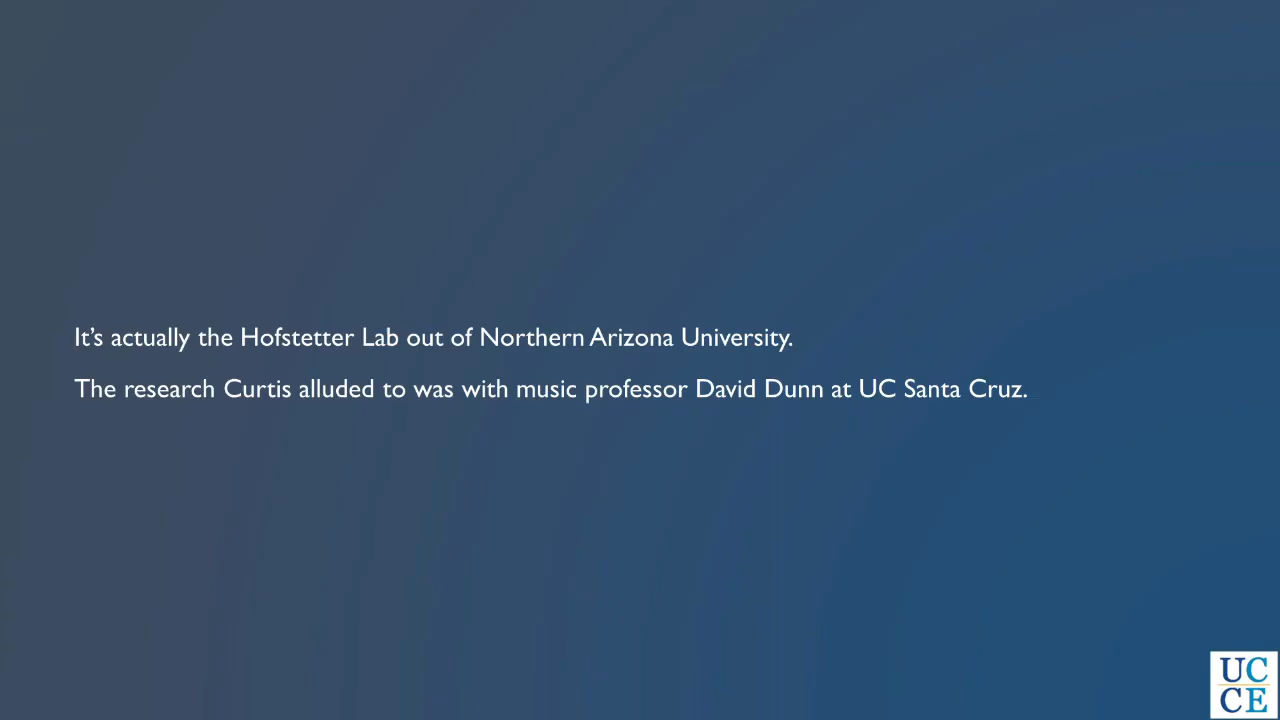 It’s actually the Hofstetter Lab out of Northern Arizona University.
The research Curtis alluded to was with music professor David Dunn at UC Santa Cruz.
UC
CE